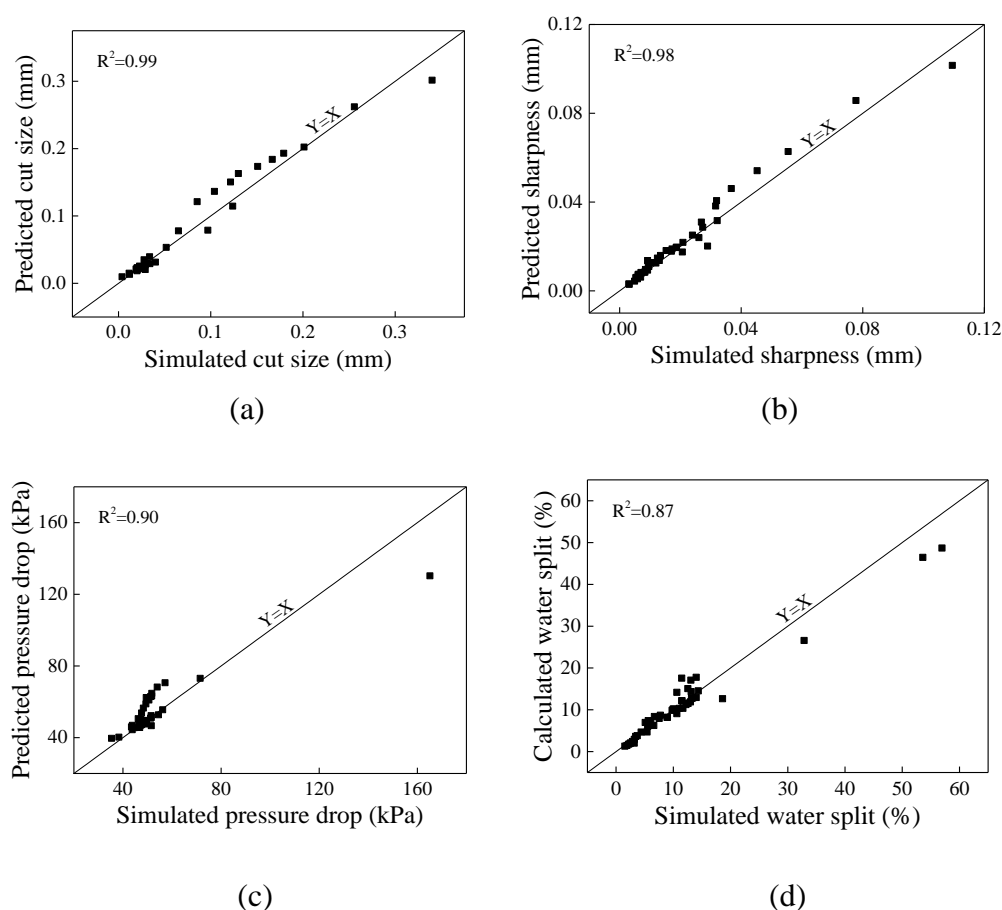 R²=0.99
Y=X
Predicted cut size (mm)
0.3
0.2
0.1
0.0
0.0 0.1 0.2 0.3
Simulated cut size (mm)
(a)
0.12
R²=0.98
Y=X
Predicted sharpness (mm)
0.08
0.04
0.00
0.00 0.04 0.08 0.12
Simulated sharpness (mm)
(b)
R²=0.90
Y=X
Predicted pressure drop (kPa)
160
120
80
40
40 80 120 160
Simulated pressure drop (kPa)
(c)
R²=0.87
Y=X
Calculated water split (%)
60
50
40
30
20
10
0
0 10 20 30 40 50 60
Simulated water split (%)
(d)